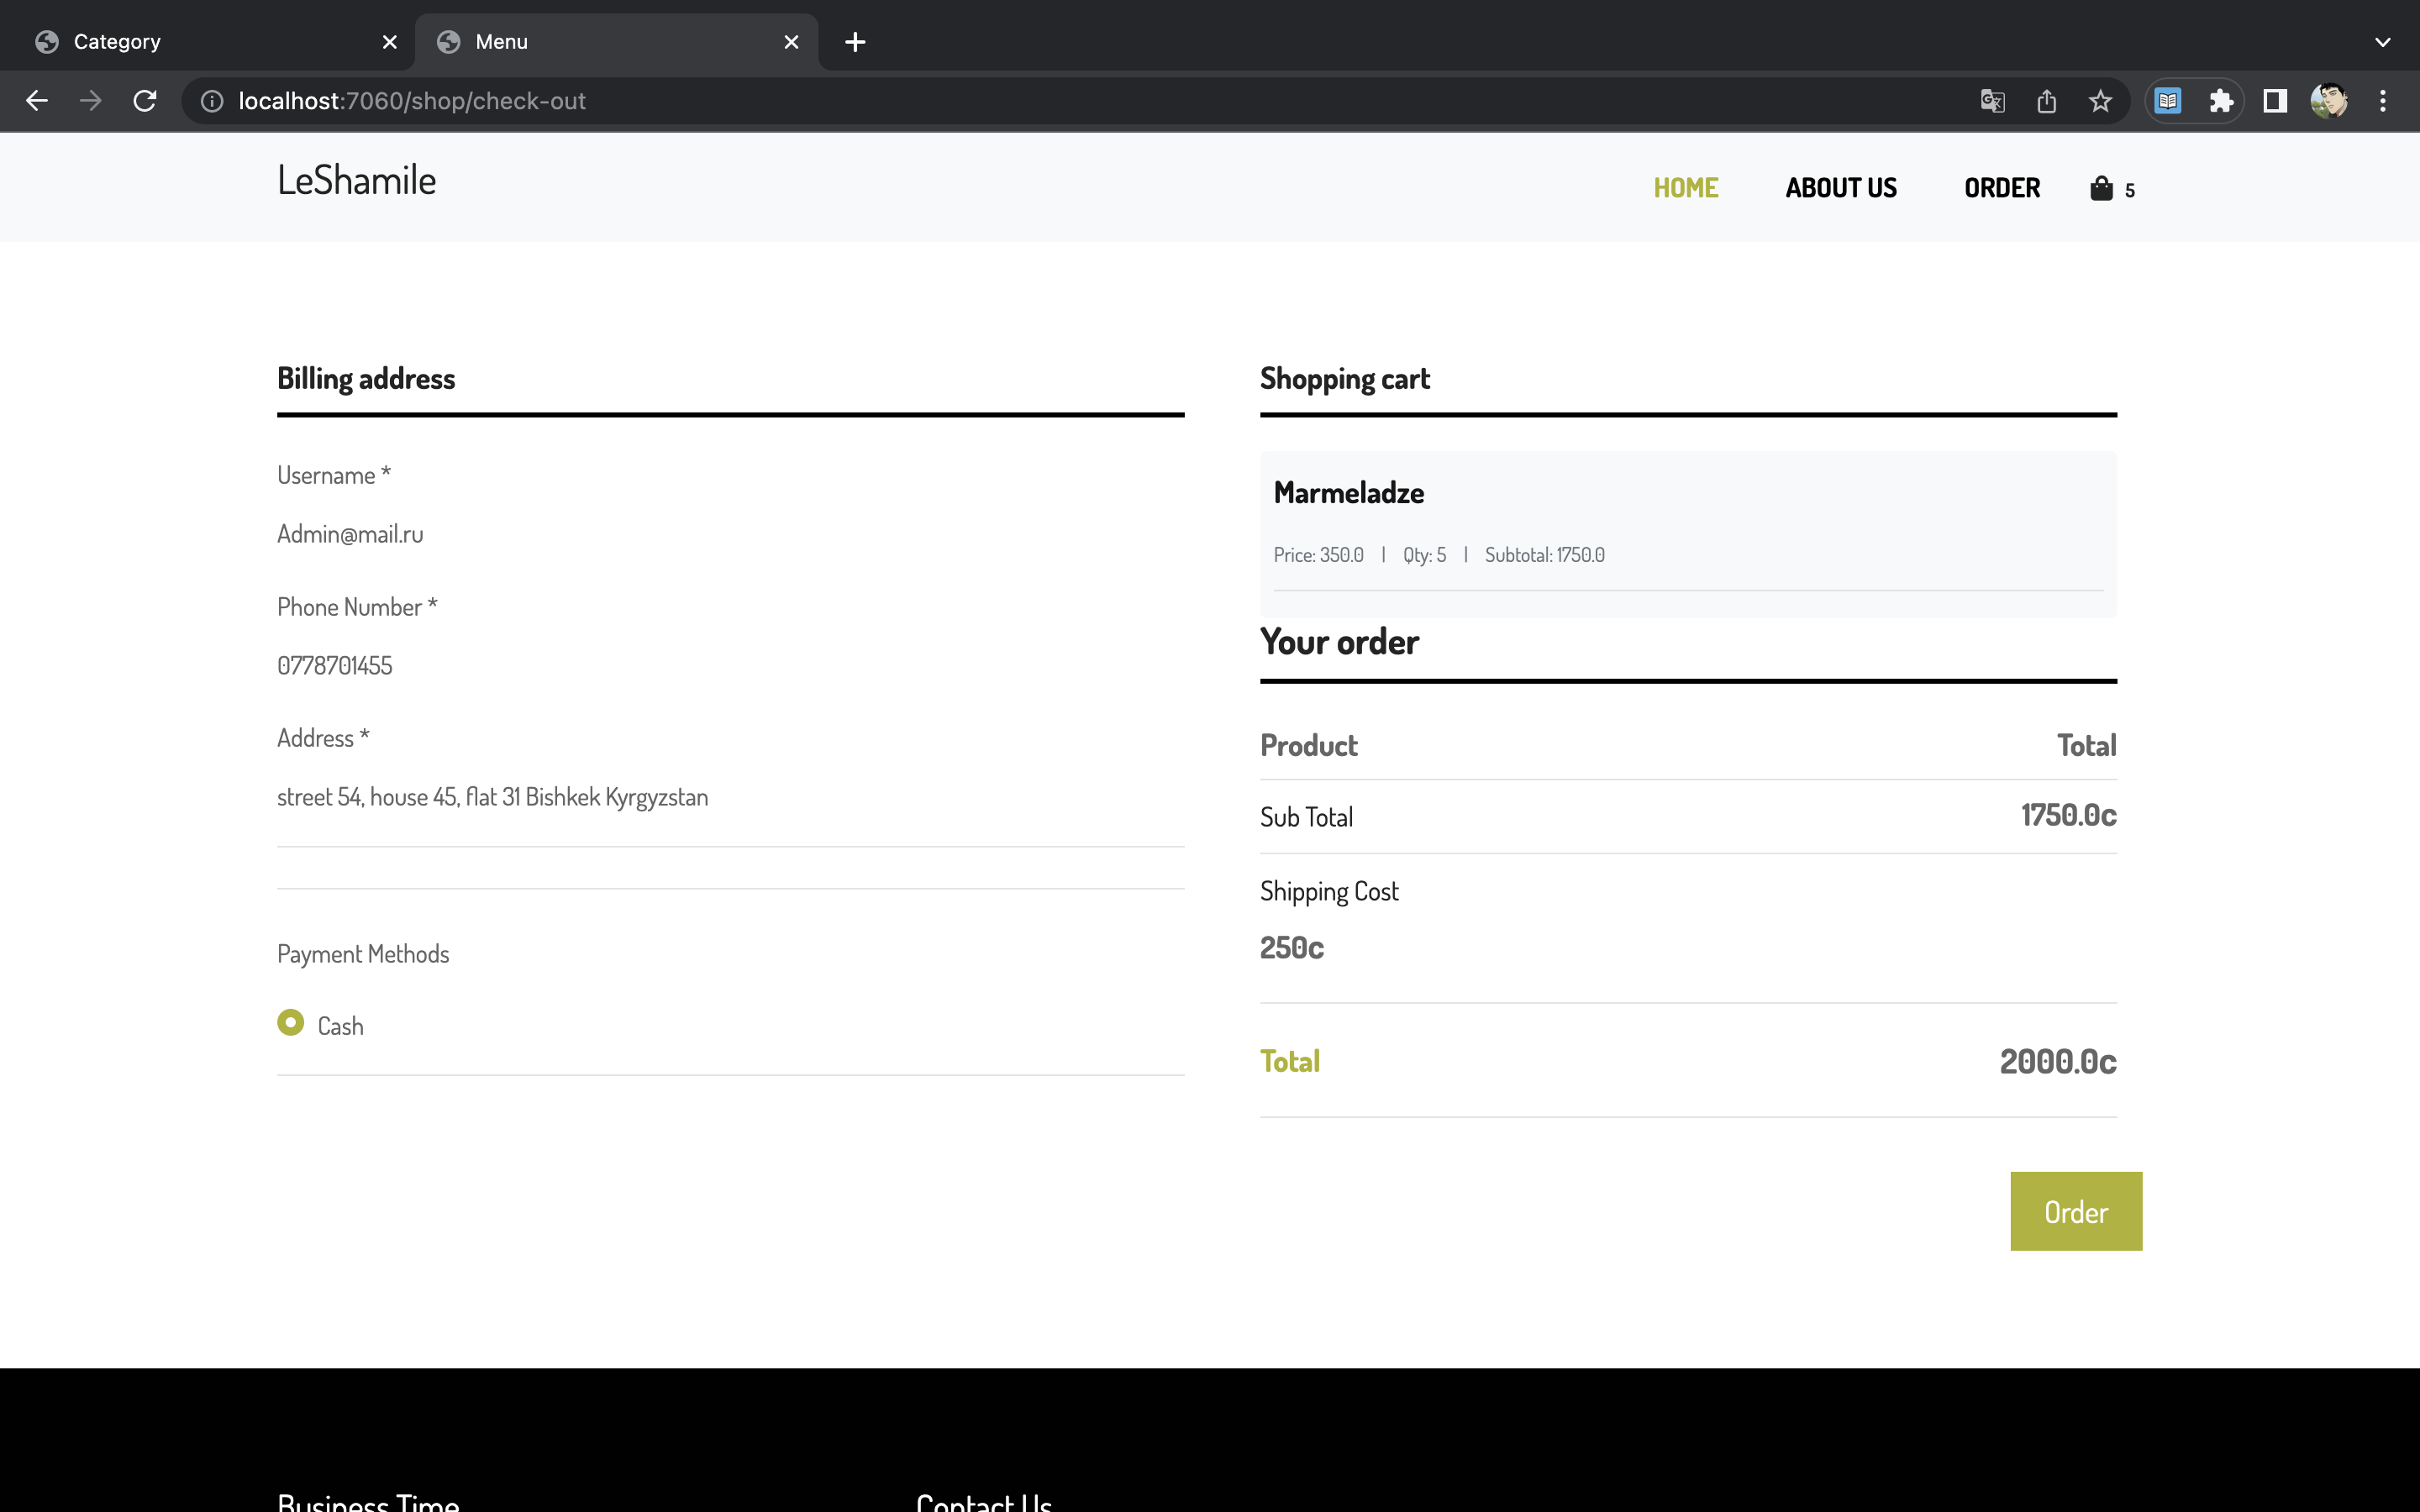 Category
Menu
localhost:7060/shop/check-out
LeShamile
HOME
ABOUT US
ORDER
5
Billing address
Username *
Admin@mail.ru
Phone Number *
0778701455
Address *
street 54, house 45, flat 31 Bishkek Kyrgyzstan
Payment Methods
Cash
Shopping cart
Marmeladze
Price: 350.0 | Qty: 5 | Subtotal: 1750.0
Your order
Product Total
Sub Total 1750.0c
Shipping Cost
250c
Total 2000.0c
Order
Business Time
Contact Us